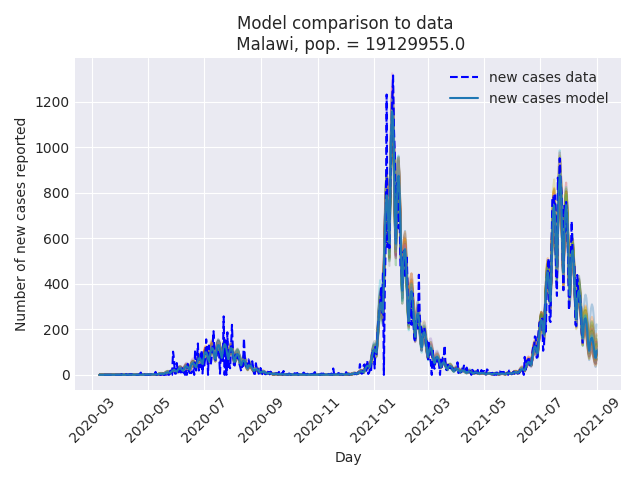 Model comparison to data
Malawi, pop. = 19129955.0
new cases data
new cases model
Number of new cases reported
1200
1000
800
600
400
200
0
2020-03
2020-05
2020-07
2020-09
2020-11
2021-01
2021-03
2021-05
2021-07
2021-09
Day